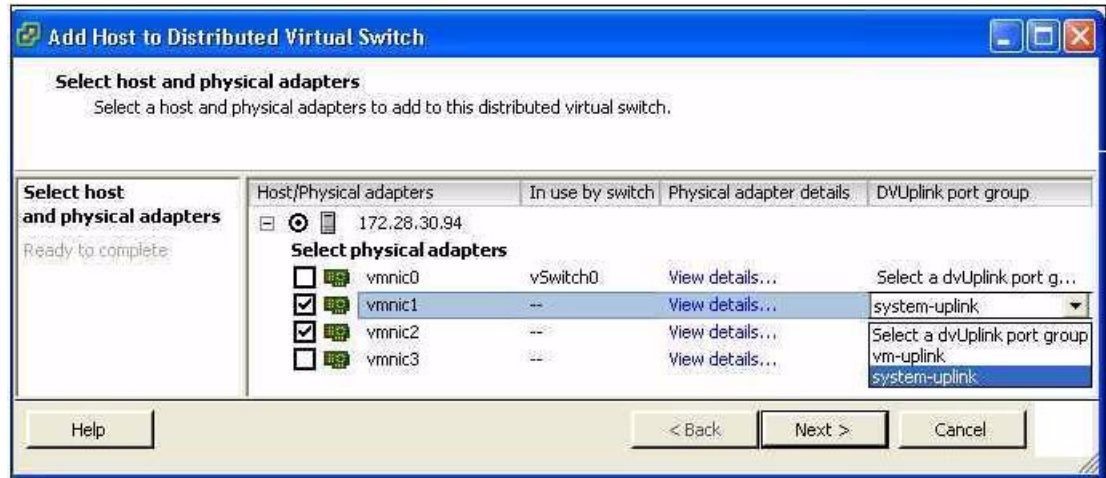 Add Host to Distributed Virtual Switch
Select host and physical adapters
Select a host and physical adapters to add to this distributed virtual switch.
Select host
and physical adapters
Ready to complete
Host/Physical adapters In use by switch Physical adapter details DVUplink port group
172.28.30.94
Select physical adapters
vmnic0 vSwitch0 View details... Select a dvUplink port g...
vmnic1 -- View details... system-uplink
vmnic2 -- View details... Select a dvUplink port group
vmnic3 -- View details... vm-uplink
system-uplink
Help < Back Next > Cancel